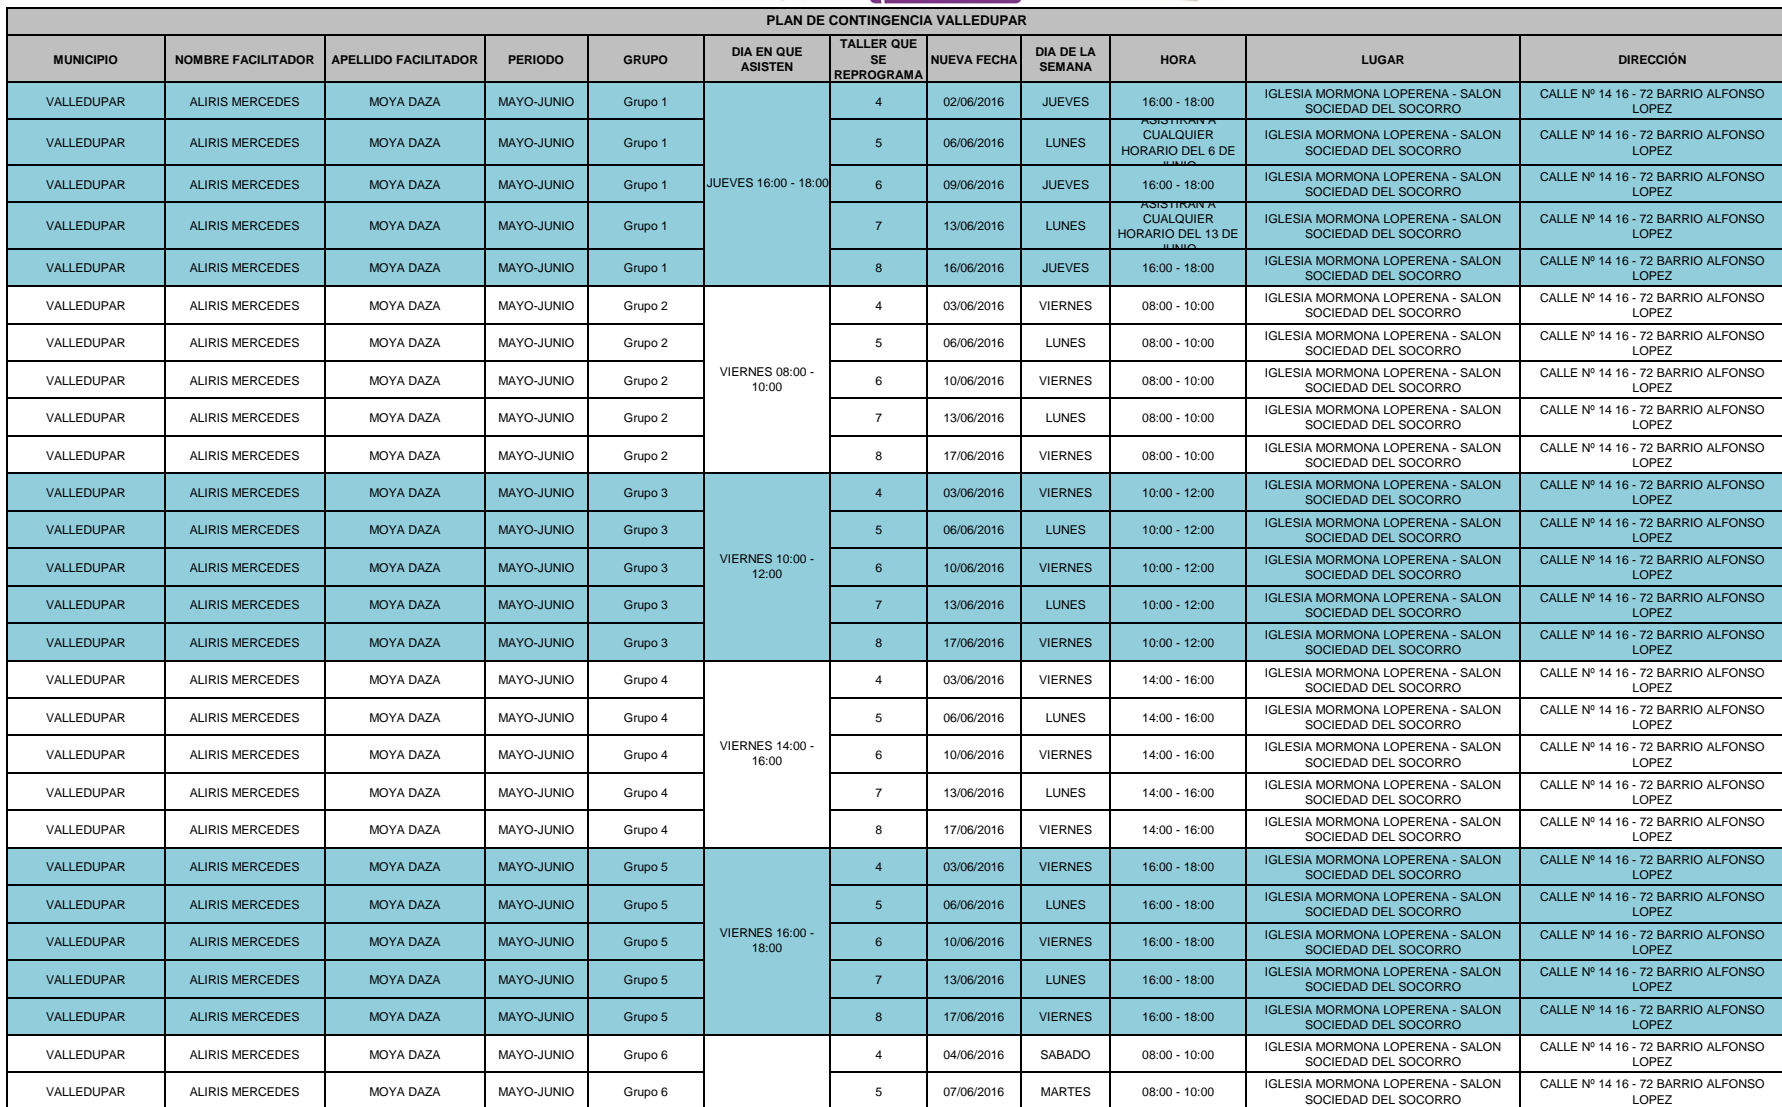 PLAN DE CONTINGENCIA VALLEDUPAR
MUNICIPIO NOMBRE FACILITADOR APELLIDO FACILITADOR PERIODO GRUPO DIA EN QUE ASISTEN TALLER QUE SE REPROGRAMA NUEVA FECHA DIA DE LA SEMANA HORA LUGAR DIRECCIÓN
VALLEDUPAR ALIRIS MERCEDES MOYA DAZA MAYO-JUNIO Grupo 1 JUEVES 16:00 - 18:00 4 02/06/2016 JUEVES 16:00 - 18:00 IGLESIA MORMONA LOPERENA - SALON SOCIEDAD DEL SOCORRO CALLE Nº 14 16 - 72 BARRIO ALFONSO LOPEZ
VALLEDUPAR ALIRIS MERCEDES MOYA DAZA MAYO-JUNIO Grupo 1 5 06/06/2016 LUNES ASISTIRAN A CUALQUIER HORARIO DEL 6 DE JUNIO IGLESIA MORMONA LOPERENA - SALON SOCIEDAD DEL SOCORRO CALLE Nº 14 16 - 72 BARRIO ALFONSO LOPEZ
VALLEDUPAR ALIRIS MERCEDES MOYA DAZA MAYO-JUNIO Grupo 1 6 09/06/2016 JUEVES 16:00 - 18:00 IGLESIA MORMONA LOPERENA - SALON SOCIEDAD DEL SOCORRO CALLE Nº 14 16 - 72 BARRIO ALFONSO LOPEZ
VALLEDUPAR ALIRIS MERCEDES MOYA DAZA MAYO-JUNIO Grupo 1 7 13/06/2016 LUNES ASISTIRAN A CUALQUIER HORARIO DEL 13 DE JUNIO IGLESIA MORMONA LOPERENA - SALON SOCIEDAD DEL SOCORRO CALLE Nº 14 16 - 72 BARRIO ALFONSO LOPEZ
VALLEDUPAR ALIRIS MERCEDES MOYA DAZA MAYO-JUNIO Grupo 1 8 16/06/2016 JUEVES 16:00 - 18:00 IGLESIA MORMONA LOPERENA - SALON SOCIEDAD DEL SOCORRO CALLE Nº 14 16 - 72 BARRIO ALFONSO LOPEZ
VALLEDUPAR ALIRIS MERCEDES MOYA DAZA MAYO-JUNIO Grupo 2 VIERNES 08:00 - 10:00 4 03/06/2016 VIERNES 08:00 - 10:00 IGLESIA MORMONA LOPERENA - SALON SOCIEDAD DEL SOCORRO CALLE Nº 14 16 - 72 BARRIO ALFONSO LOPEZ
VALLEDUPAR ALIRIS MERCEDES MOYA DAZA MAYO-JUNIO Grupo 2 5 06/06/2016 LUNES 08:00 - 10:00 IGLESIA MORMONA LOPERENA - SALON SOCIEDAD DEL SOCORRO CALLE Nº 14 16 - 72 BARRIO ALFONSO LOPEZ
VALLEDUPAR ALIRIS MERCEDES MOYA DAZA MAYO-JUNIO Grupo 2 6 10/06/2016 VIERNES 08:00 - 10:00 IGLESIA MORMONA LOPERENA - SALON SOCIEDAD DEL SOCORRO CALLE Nº 14 16 - 72 BARRIO ALFONSO LOPEZ
VALLEDUPAR ALIRIS MERCEDES MOYA DAZA MAYO-JUNIO Grupo 2 7 13/06/2016 LUNES 08:00 - 10:00 IGLESIA MORMONA LOPERENA - SALON SOCIEDAD DEL SOCORRO CALLE Nº 14 16 - 72 BARRIO ALFONSO LOPEZ
VALLEDUPAR ALIRIS MERCEDES MOYA DAZA MAYO-JUNIO Grupo 2 8 17/06/2016 VIERNES 08:00 - 10:00 IGLESIA MORMONA LOPERENA - SALON SOCIEDAD DEL SOCORRO CALLE Nº 14 16 - 72 BARRIO ALFONSO LOPEZ
VALLEDUPAR ALIRIS MERCEDES MOYA DAZA MAYO-JUNIO Grupo 3 VIERNES 10:00 - 12:00 4 03/06/2016 VIERNES 10:00 - 12:00 IGLESIA MORMONA LOPERENA - SALON SOCIEDAD DEL SOCORRO CALLE Nº 14 16 - 72 BARRIO ALFONSO LOPEZ
VALLEDUPAR ALIRIS MERCEDES MOYA DAZA MAYO-JUNIO Grupo 3 5 06/06/2016 LUNES 10:00 - 12:00 IGLESIA MORMONA LOPERENA - SALON SOCIEDAD DEL SOCORRO CALLE Nº 14 16 - 72 BARRIO ALFONSO LOPEZ
VALLEDUPAR ALIRIS MERCEDES MOYA DAZA MAYO-JUNIO Grupo 3 6 10/06/2016 VIERNES 10:00 - 12:00 IGLESIA MORMONA LOPERENA - SALON SOCIEDAD DEL SOCORRO CALLE Nº 14 16 - 72 BARRIO ALFONSO LOPEZ
VALLEDUPAR ALIRIS MERCEDES MOYA DAZA MAYO-JUNIO Grupo 3 7 13/06/2016 LUNES 10:00 - 12:00 IGLESIA MORMONA LOPERENA - SALON SOCIEDAD DEL SOCORRO CALLE Nº 14 16 - 72 BARRIO ALFONSO LOPEZ
VALLEDUPAR ALIRIS MERCEDES MOYA DAZA MAYO-JUNIO Grupo 3 8 17/06/2016 VIERNES 10:00 - 12:00 IGLESIA MORMONA LOPERENA - SALON SOCIEDAD DEL SOCORRO CALLE Nº 14 16 - 72 BARRIO ALFONSO LOPEZ
VALLEDUPAR ALIRIS MERCEDES MOYA DAZA MAYO-JUNIO Grupo 4 VIERNES 14:00 - 16:00 4 03/06/2016 VIERNES 14:00 - 16:00 IGLESIA MORMONA LOPERENA - SALON SOCIEDAD DEL SOCORRO CALLE Nº 14 16 - 72 BARRIO ALFONSO LOPEZ
VALLEDUPAR ALIRIS MERCEDES MOYA DAZA MAYO-JUNIO Grupo 4 5 06/06/2016 LUNES 14:00 - 16:00 IGLESIA MORMONA LOPERENA - SALON SOCIEDAD DEL SOCORRO CALLE Nº 14 16 - 72 BARRIO ALFONSO LOPEZ
VALLEDUPAR ALIRIS MERCEDES MOYA DAZA MAYO-JUNIO Grupo 4 6 10/06/2016 VIERNES 14:00 - 16:00 IGLESIA MORMONA LOPERENA - SALON SOCIEDAD DEL SOCORRO CALLE Nº 14 16 - 72 BARRIO ALFONSO LOPEZ
VALLEDUPAR ALIRIS MERCEDES MOYA DAZA MAYO-JUNIO Grupo 4 7 13/06/2016 LUNES 14:00 - 16:00 IGLESIA MORMONA LOPERENA - SALON SOCIEDAD DEL SOCORRO CALLE Nº 14 16 - 72 BARRIO ALFONSO LOPEZ
VALLEDUPAR ALIRIS MERCEDES MOYA DAZA MAYO-JUNIO Grupo 4 8 17/06/2016 VIERNES 14:00 - 16:00 IGLESIA MORMONA LOPERENA - SALON SOCIEDAD DEL SOCORRO CALLE Nº 14 16 - 72 BARRIO ALFONSO LOPEZ
VALLEDUPAR ALIRIS MERCEDES MOYA DAZA MAYO-JUNIO Grupo 5 VIERNES 16:00 - 18:00 4 03/06/2016 VIERNES 16:00 - 18:00 IGLESIA MORMONA LOPERENA - SALON SOCIEDAD DEL SOCORRO CALLE Nº 14 16 - 72 BARRIO ALFONSO LOPEZ
VALLEDUPAR ALIRIS MERCEDES MOYA DAZA MAYO-JUNIO Grupo 5 5 06/06/2016 LUNES 16:00 - 18:00 IGLESIA MORMONA LOPERENA - SALON SOCIEDAD DEL SOCORRO CALLE Nº 14 16 - 72 BARRIO ALFONSO LOPEZ
VALLEDUPAR ALIRIS MERCEDES MOYA DAZA MAYO-JUNIO Grupo 5 6 10/06/2016 VIERNES 16:00 - 18:00 IGLESIA MORMONA LOPERENA - SALON SOCIEDAD DEL SOCORRO CALLE Nº 14 16 - 72 BARRIO ALFONSO LOPEZ
VALLEDUPAR ALIRIS MERCEDES MOYA DAZA MAYO-JUNIO Grupo 5 7 13/06/2016 LUNES 16:00 - 18:00 IGLESIA MORMONA LOPERENA - SALON SOCIEDAD DEL SOCORRO CALLE Nº 14 16 - 72 BARRIO ALFONSO LOPEZ
VALLEDUPAR ALIRIS MERCEDES MOYA DAZA MAYO-JUNIO Grupo 5 8 17/06/2016 VIERNES 16:00 - 18:00 IGLESIA MORMONA LOPERENA - SALON SOCIEDAD DEL SOCORRO CALLE Nº 14 16 - 72 BARRIO ALFONSO LOPEZ
VALLEDUPAR ALIRIS MERCEDES MOYA DAZA MAYO-JUNIO Grupo 6 4 04/06/2016 SABADO 08:00 - 10:00 IGLESIA MORMONA LOPERENA - SALON SOCIEDAD DEL SOCORRO CALLE Nº 14 16 - 72 BARRIO ALFONSO LOPEZ
VALLEDUPAR ALIRIS MERCEDES MOYA DAZA MAYO-JUNIO Grupo 6 5 07/06/2016 MARTES 08:00 - 10:00 IGLESIA MORMONA LOPERENA - SALON SOCIEDAD DEL SOCORRO CALLE Nº 14 16 - 72 BARRIO ALFONSO LOPEZ